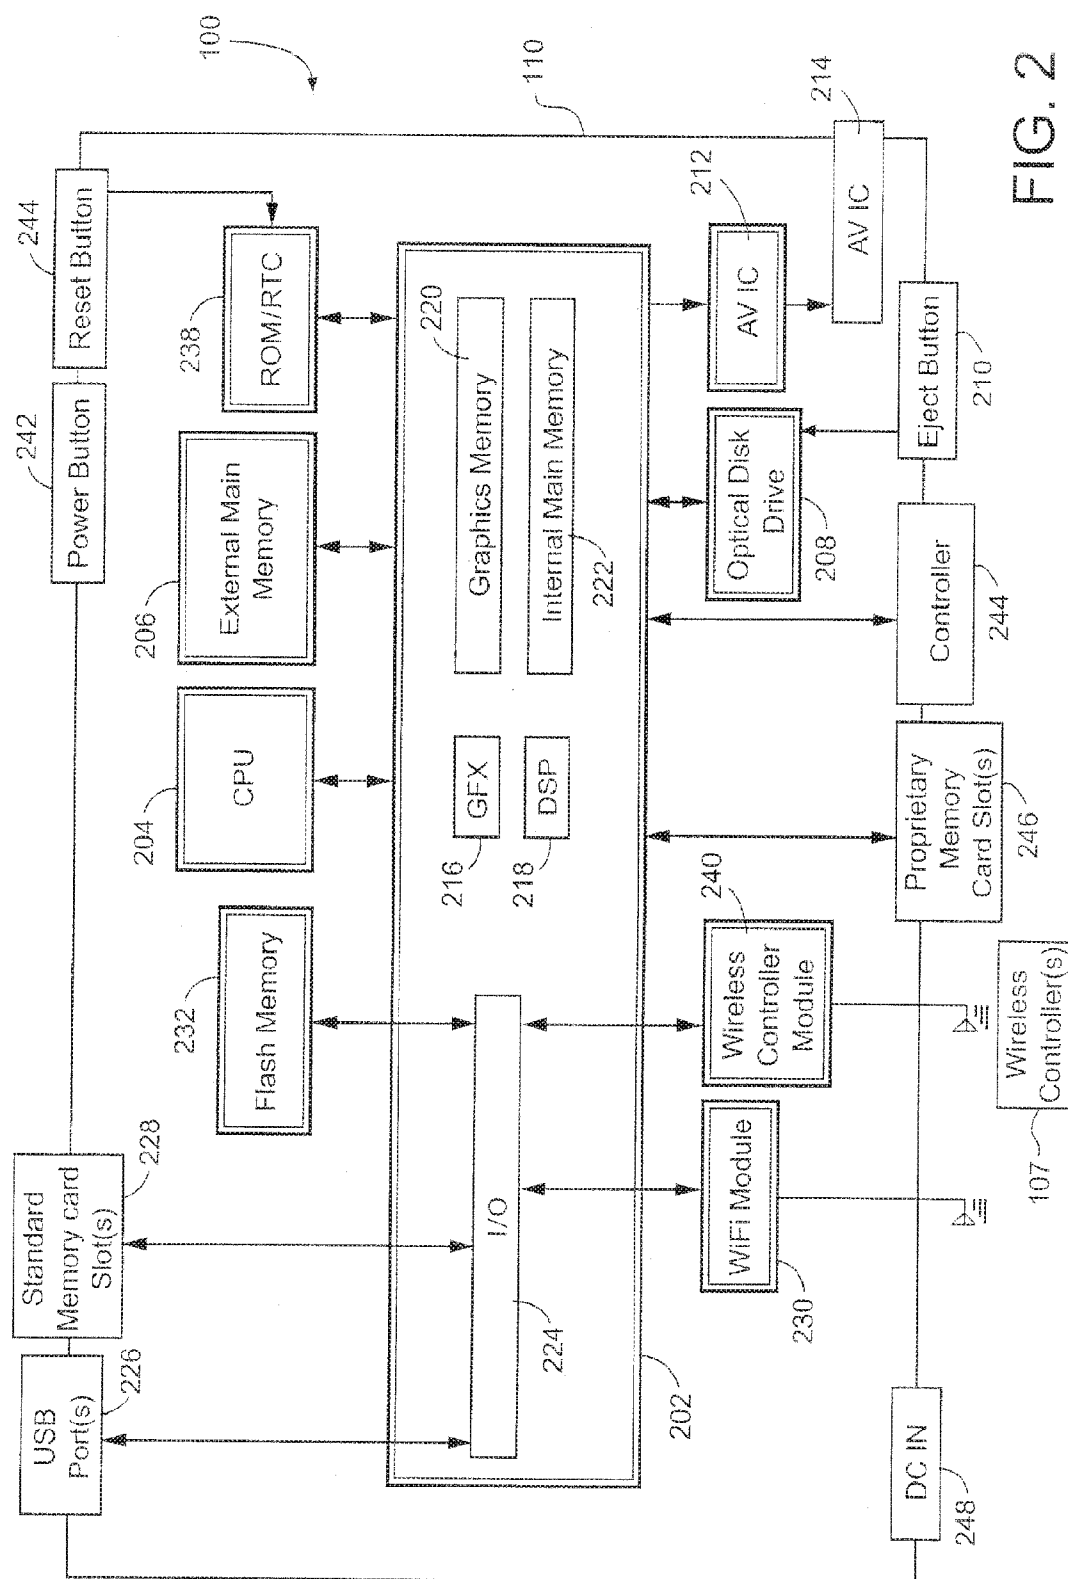 100
110
244
Reset Button
242
Power Button
238
ROM/RTC
206
External Main
Memory
204
CPU
232
Flash Memory
228
Standard
Memory card
Slot(s)
226
USB
Port(s)
220
Graphics Memory
Internal Main Memory
222
GFX
216
DSP
218
I/O
224
202
212
AV IC
214
AV IC
Optical Disk
Drive
208
Eject Button
210
Controller
244
Proprietary
Memory
Card Slot(s)
246
240
Wireless
Controller
Module
WiFi Module
230
Wireless
Controller(s)
107
DC IN
248
FIG. 2